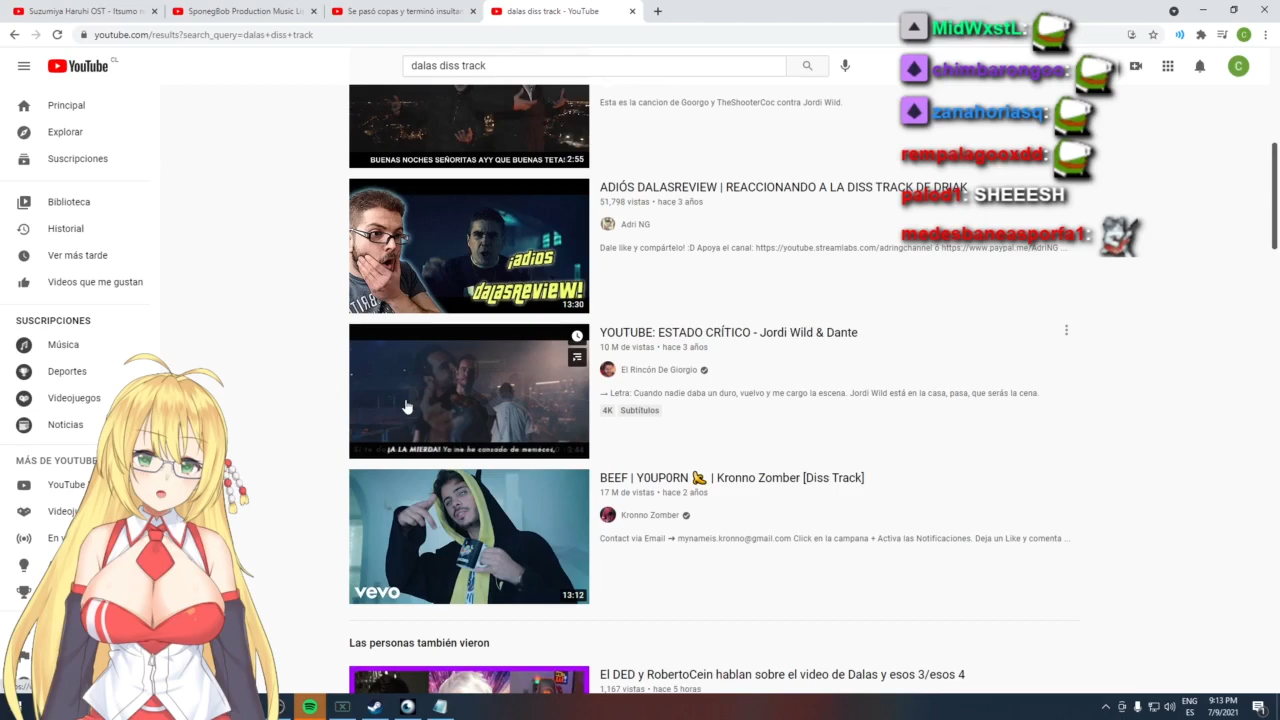 Suzumiya Haruhi OST - Itsumo n
SpongeBob Production Music Li
Se pasó copas y terminó insultan
dalas diss track - YouTube
youtube.com/results?search_query=dalas+diss+track
C
YouTube CL
dalas diss track
C
MidWxstL:
chimbarongoo:
zanahoriasq:
rempalagooxdd:
palod1: SHEEESH
medesbaneasporfa1:
Principal
Explorar
Suscripciones
Biblioteca
Historial
Ver más tarde
Videos que me gustan
SUSCRIPCIONES
Música
Deportes
Videojuegos
Noticias
MÁS DE YOUTUBE
YouTube
Videoju
En v
Esta es la cancion de Goorgo y TheShooterCoc contra Jordi Wild.
BUENAS NOCHES SEÑORITAS AYY QUE BUENAS TETAS
2:55
ADIÓS DALASREVIEW | REACCIONANDO A LA DISS TRACK DE DRIAK
51,798 vistas • hace 3 años
Adri NG
Dale like y compártelo! :D Apoya el canal: https://youtube.streamlabs.com/adringchannel ó https://www.paypal.me/AdriNG ...
¡ADIOS
DALASREVIEW!
13:30
YOUTUBE: ESTADO CRÍTICO - Jordi Wild & Dante
10 M de vistas • hace 3 años
El Rincón De Giorgio
→ Letra: Cuando nadie daba un duro, vuelvo y me cargo la escena. Jordi Wild está en la casa, pasa, que serás la cena.
4K Subtítulos
¡A LA MIERDA! Yo me he cansado de memeces,
BEEF | Y0UP0RN | Kronno Zomber [Diss Track]
17 M de vistas • hace 2 años
Kronno Zomber
Contact via Email ➜ mynameis.kronno@gmail.com Click en la campana + Activa las Notificaciones. Deja un Like y comenta ...
vevo
13:12
Las personas también vieron
El DED y RobertoCein hablan sobre el video de Dalas y esos 3/esos 4
1,167 vistas • hace 5 horas
ENG
ES
9:13 PM
7/9/2021